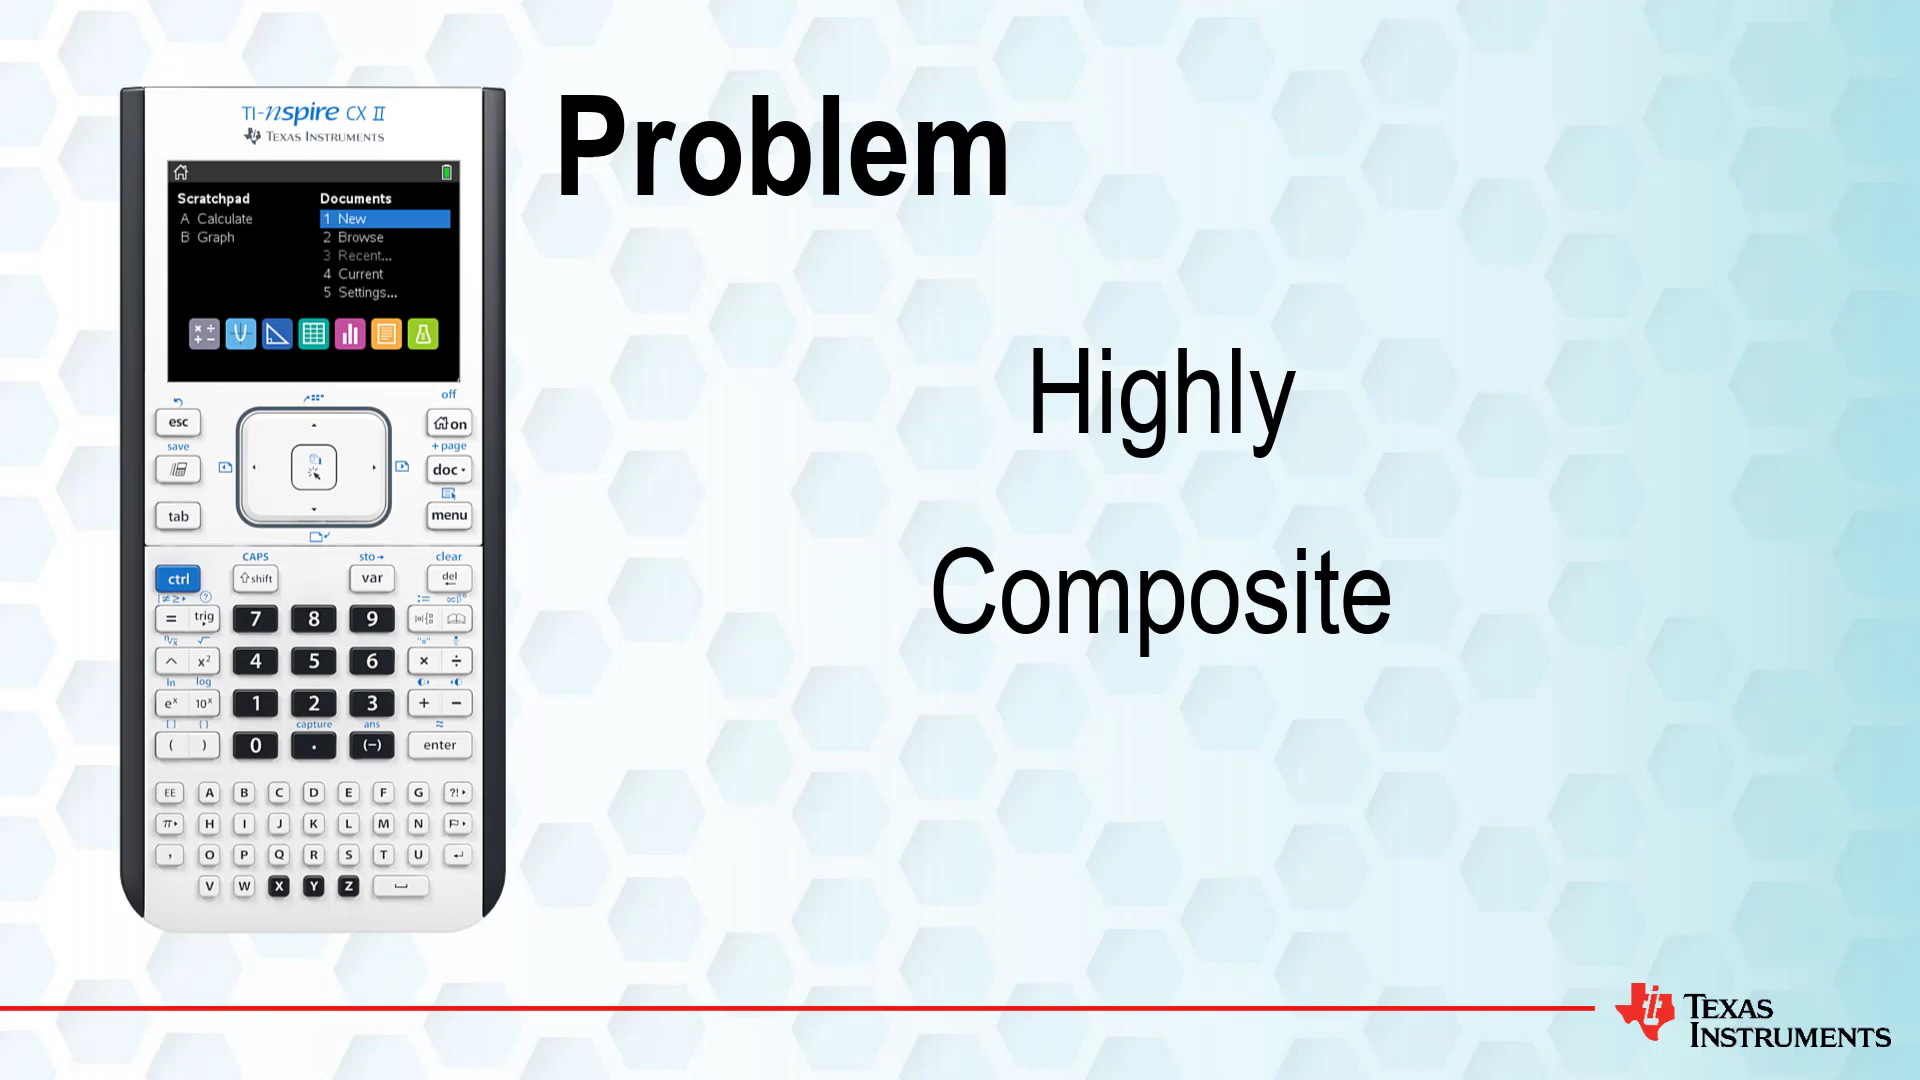 TI-nspire CX II
TEXAS INSTRUMENTS
Scratchpad
A Calculate
B Graph
Documents
1 New
2 Browse
3 Recent...
4 Current
5 Settings...
Problem
Highly
Composite
off
esc
on
save
+ page
doc
tab
menu
CAPS
sto→
clear
ctrl
shift
var
del
= trig 7 8 9
^ x² 4 5 6 × ÷
ln log
eˣ 10ˣ 1 2 3 + −
[ ] { } capture ans ≈
( ) 0 . (−) enter
EE A B C D E F G ?!
π H I J K L M N
, O P Q R S T U
V W X Y Z
TEXAS
INSTRUMENTS